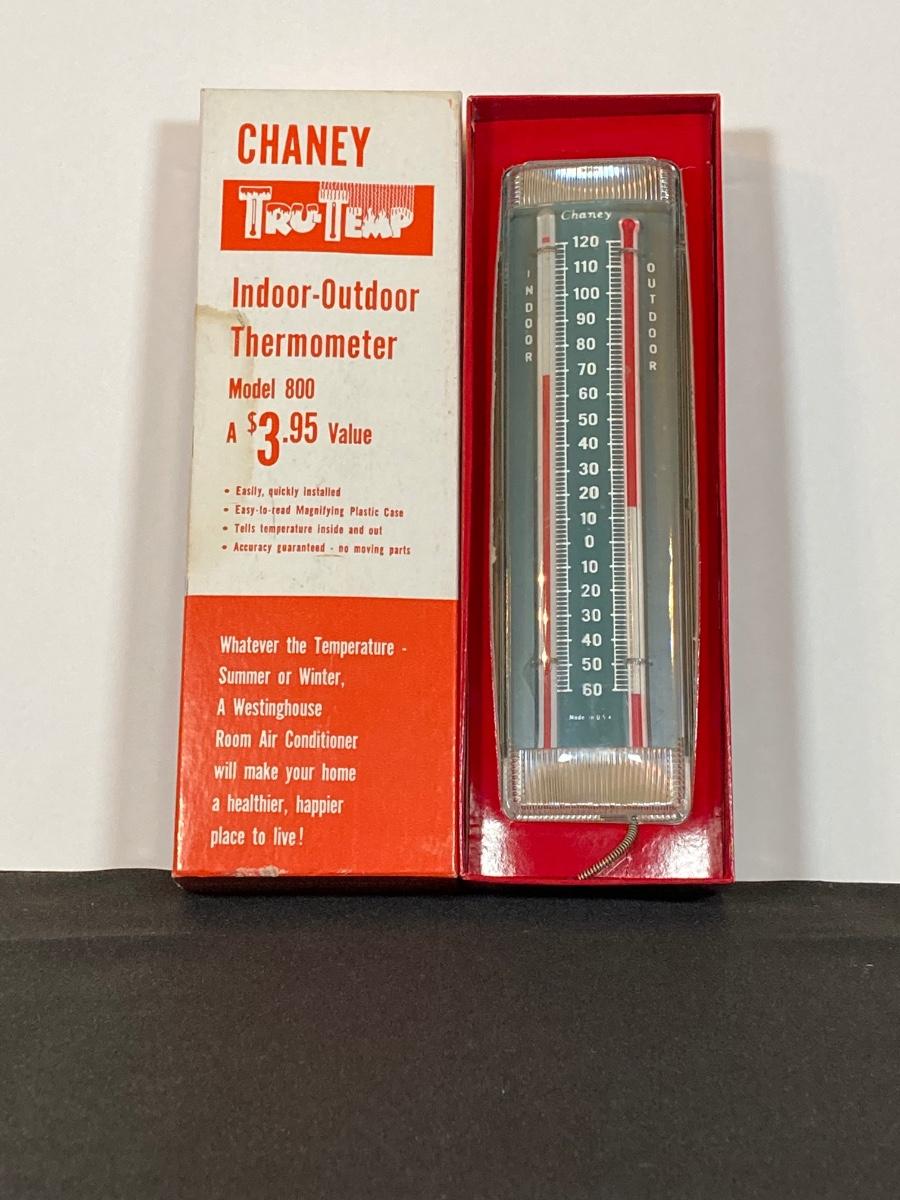 CHANEY
TRU-TEMP
Indoor-Outdoor
Thermometer
Model 800
A $3.95 Value
• Easily, quickly installed
• Easy-to-read Magnifying Plastic Case
• Tells temperature inside and out
• Accuracy guaranteed - no moving parts
Whatever the Temperature -
Summer or Winter,
A Westinghouse
Room Air Conditioner
will make your home
a healthier, happier
place to live!
Chaney
INDOOR
OUTDOOR
120
110
100
90
80
70
60
50
40
30
20
10
0
10
20
30
40
50
60
Made in U S A